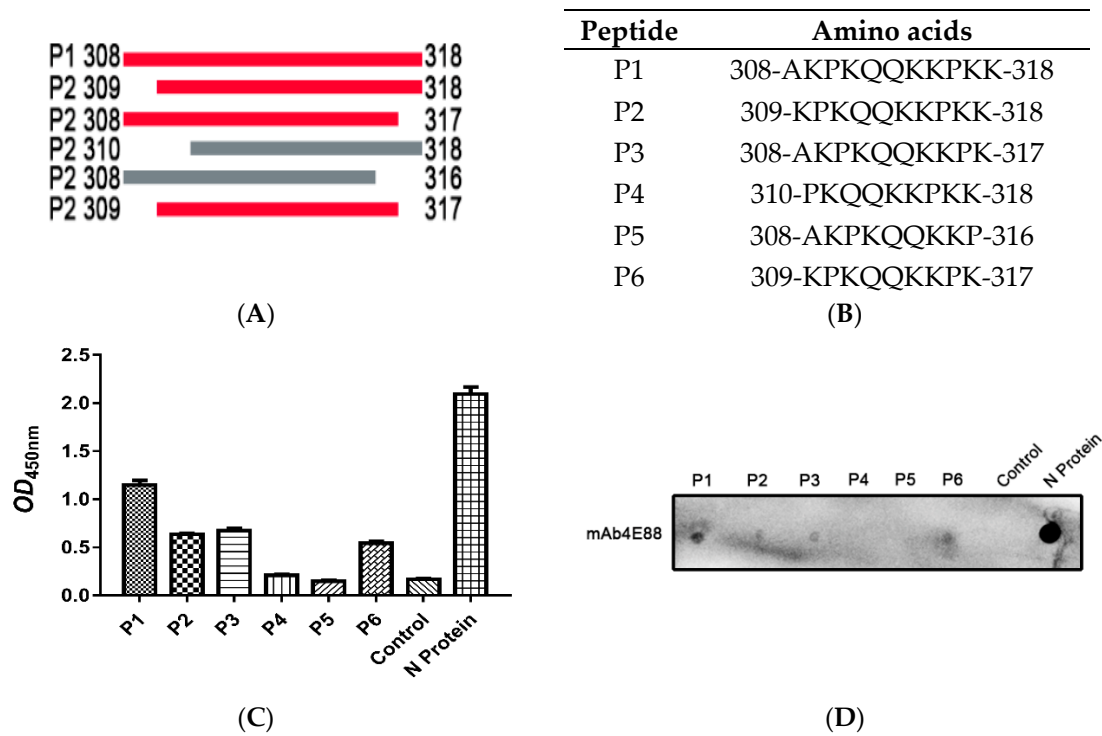 P1 308 318
P2 309 318
P2 308 317
P2 310 318
P2 308 316
P2 309 317
(A)
Peptide Amino acids
P1 308-AKPKQQKKPKK-318
P2 309-KPKQQKKPKK-318
P3 308-AKPKQQKKPK-317
P4 310-PKQQKKPKK-318
P5 308-AKPKQQKKP-316
P6 309-KPKQQKKPK-317
(B)
OD450nm
2.5
2.0
1.5
1.0
0.5
0.0
P1 P2 P3 P4 P5 P6 Control N Protein
(C)
P1 P2 P3 P4 P5 P6 Control N Protein
mAb4E88
(D)